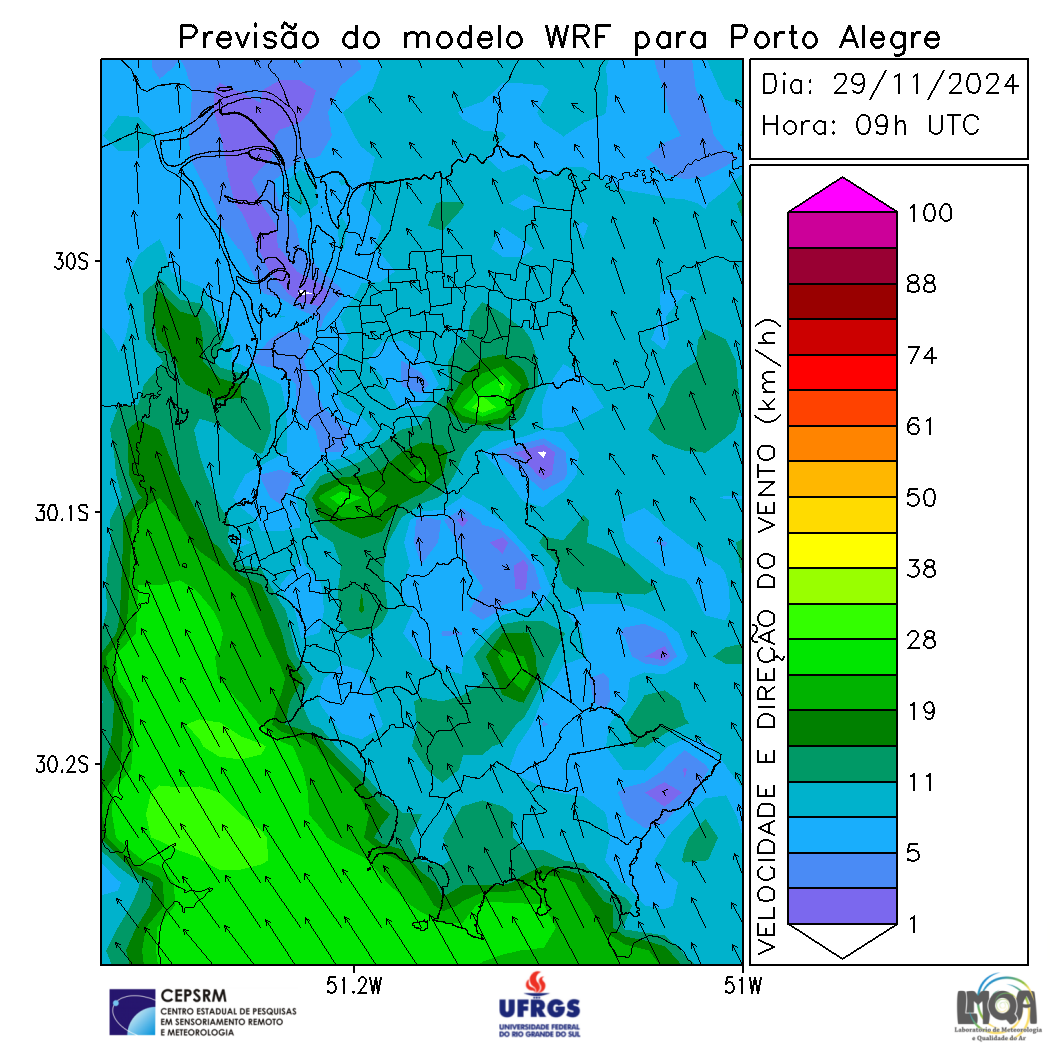 Previsão do modelo WRF para Porto Alegre
Dia: 29/11/2024
Hora: 09h UTC
30S
30.1S
30.2S
51.2W
51W
VELOCIDADE E DIREÇÃO DO VENTO (km/h)
100
88
74
61
50
38
28
19
11
5
1
CEPSRM
CENTRO ESTADUAL DE PESQUISAS
EM SENSORIAMENTO REMOTO
E METEOROLOGIA
UFRGS
UNIVERSIDADE FEDERAL
DO RIO GRANDE DO SUL
LMQA
Laboratório de Meteorologia
e Qualidade do Ar